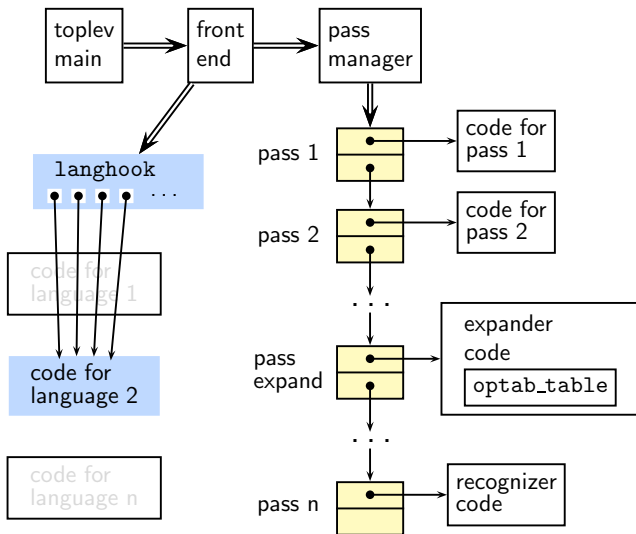 toplev
main
front
end
pass
manager
langhook
. . .
code for
language 1
code for
language 2
code for
language n
pass 1
code for
pass 1
pass 2
code for
pass 2
. . .
pass
expand
expander
code
optab_table
. . .
pass n
recognizer
code